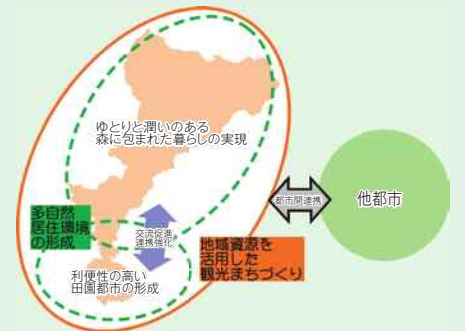 ゆとりと潤いのある
森に包まれた暮らしの実現
多自然
居住環境
の形成
交流促進
連携強化
都市間連携
他都市
地域資源を
活用した
観光まちづくり
利便性の高い
田園都市の形成